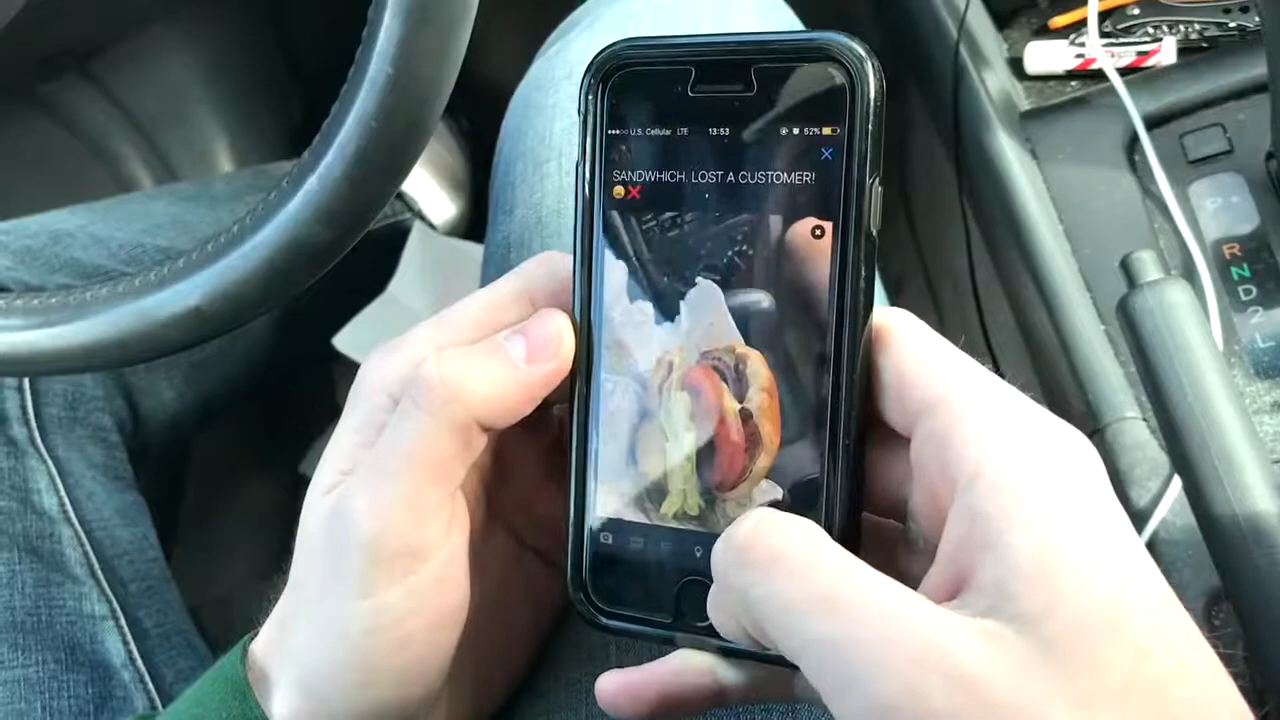 U.S. Cellular LTE 13:53 52%
SANDWHICH. LOST A CUSTOMER!
😩❌
P
R
N
D
2
L